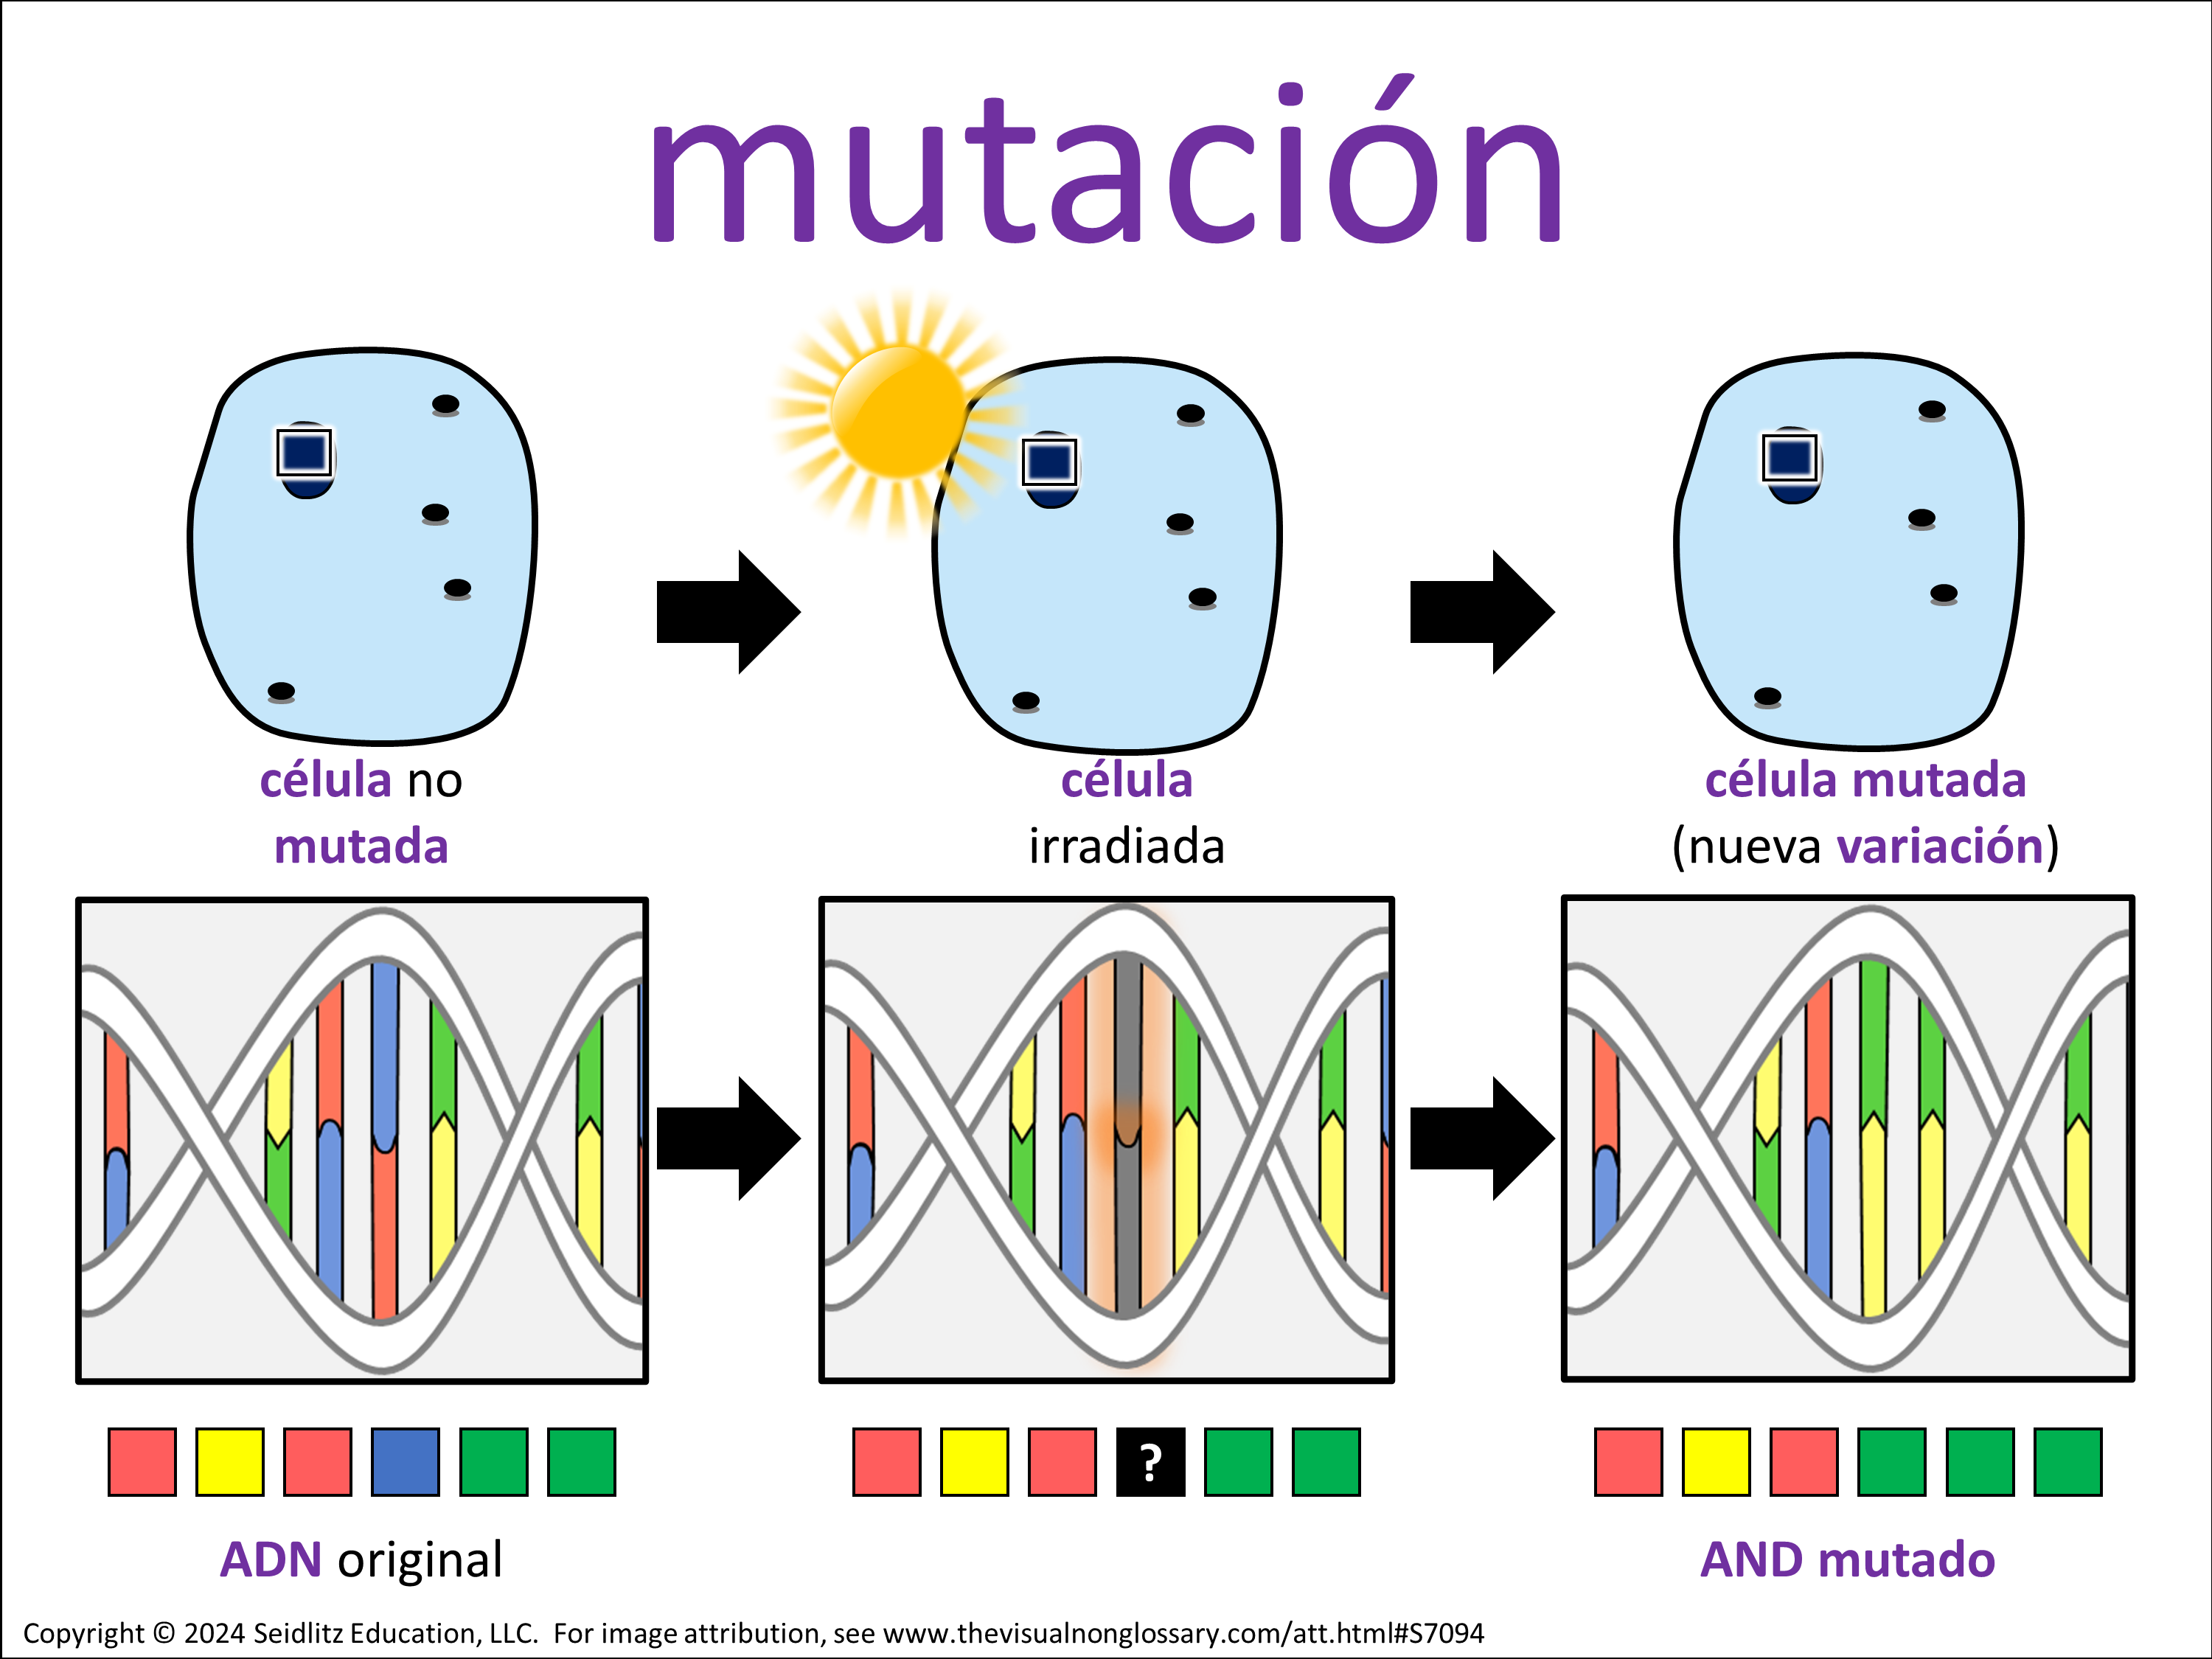 mutación
célula no
mutada
célula
irradiada
célula mutada
(nueva variación)
?
ADN original
AND mutado
Copyright © 2024 Seidlitz Education, LLC.  For image attribution, see www.thevisualnonglossary.com/att.html#S7094